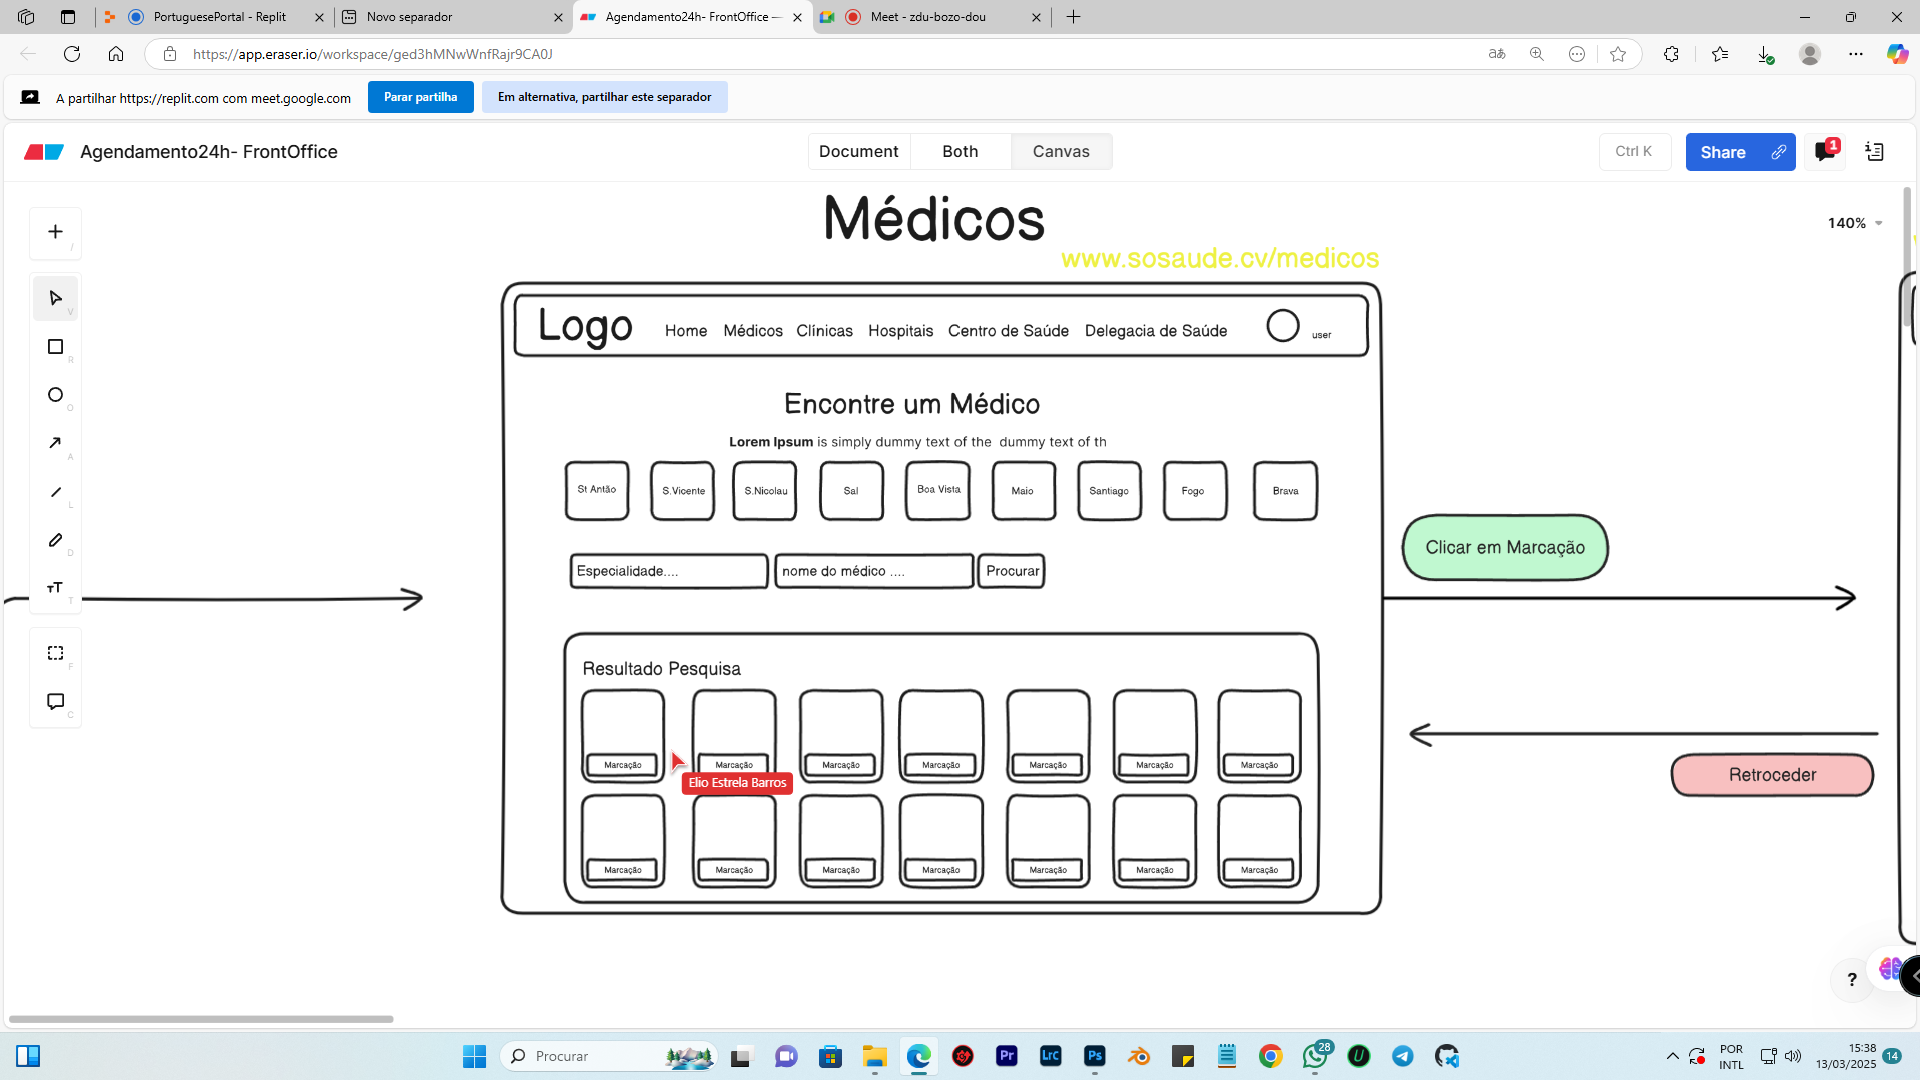 PortuguesePortal - Replit
Novo separador
Agendamento24h- FrontOffice —
Meet - zdu-bozo-dou
https://app.eraser.io/workspace/ged3hMNwWnfRajr9CA0J
A partilhar https://replit.com com meet.google.com
Parar partilha
Em alternativa, partilhar este separador
Agendamento24h- FrontOffice
Document
Both
Canvas
Ctrl K
Share
1
140%
/
V
R
O
A
L
D
T
F
C
Médicos
www.sosaude.cv/medicos
Logo
Home
Médicos
Clínicas
Hospitais
Centro de Saúde
Delegacia de Saúde
user
Encontre um Médico
Lorem Ipsum is simply dummy text of the dummy text of th
St Antão
S.Vicente
S.Nicolau
Sal
Boa Vista
Maio
Santiago
Fogo
Brava
Especialidade....
nome do médico ....
Procurar
Clicar em Marcação
Resultado Pesquisa
Marcação
Marcação
Marcação
Marcação
Marcação
Marcação
Marcação
Elio Estrela Barros
Marcação
Marcação
Marcação
Marcação
Marcação
Marcação
Marcação
Retroceder
?
Procurar
Pr
LrC
Ps
28
POR
INTL
15:38
13/03/2025
14